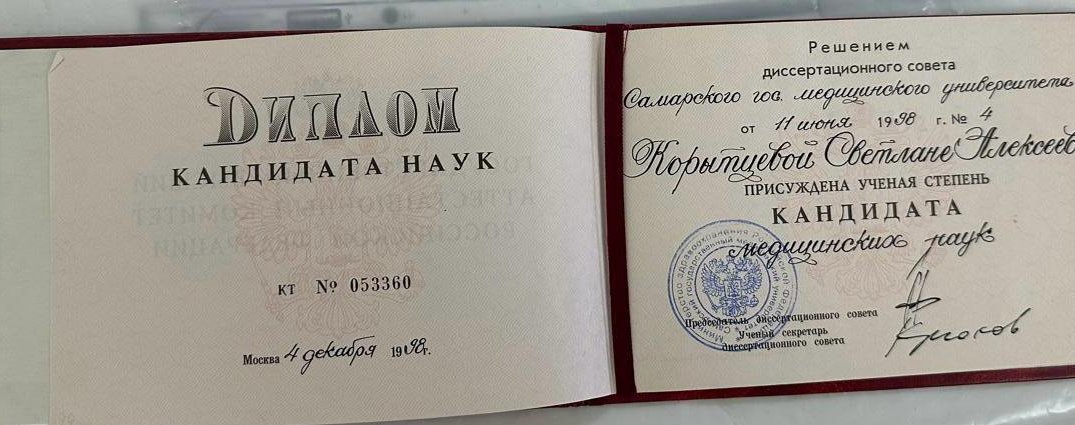 ДИПЛОМ
КАНДИДАТА НАУК
КТ № 053360
Москва 4 декабря 1998г.
Решением
диссертационного совета
Самарского гос. медицинского университета
от 11 июня 1998 г. № 4
Корытцевой Светлане Алексеев
ПРИСУЖДЕНА УЧЕНАЯ СТЕПЕНЬ
КАНДИДАТА
медицинских наук
Председатель диссертационного совета
Ученый секретарь
диссертационного совета